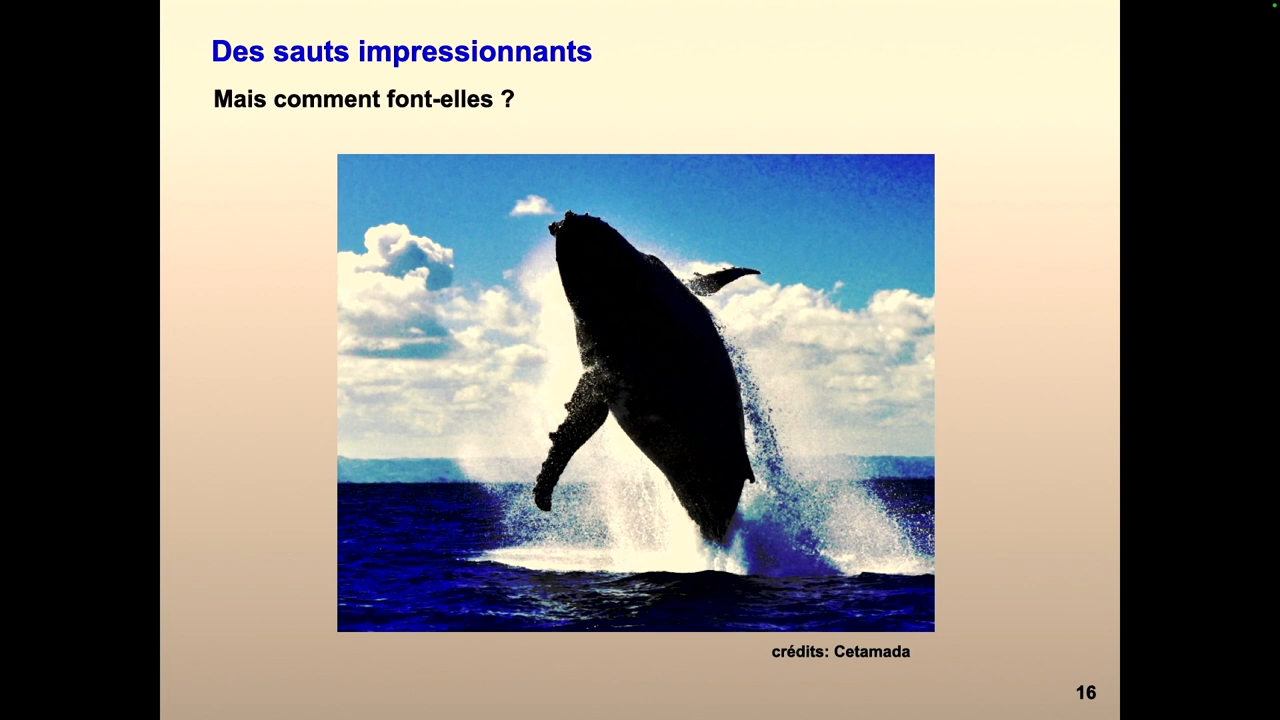 Des sauts impressionnants
Mais comment font-elles ?
crédits: Cetamada
16